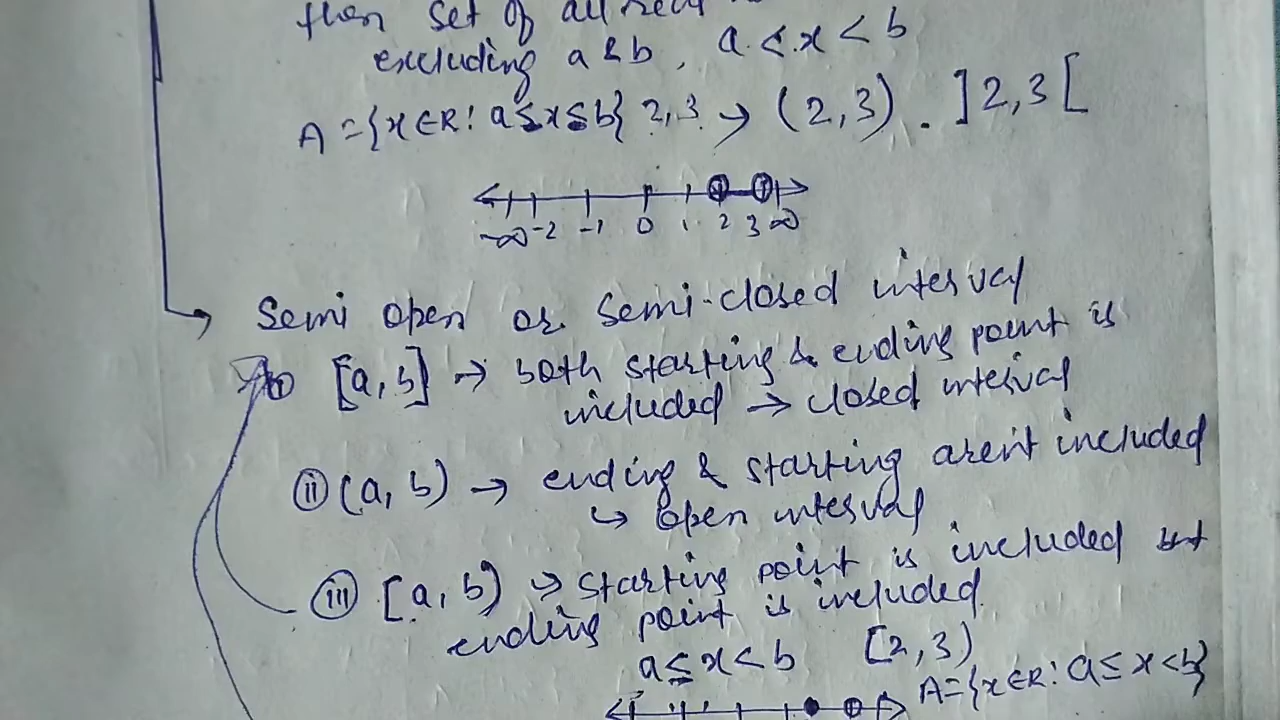 then set of all real
excluding a & b, a < x < b
A = {x ∈ R : a ≤ x ≤ b} 2,3 → (2,3) . ]2,3[
-∞ -2 -1 0 1 2 3 ∞
Semi open or Semi-closed interval
(i) [a, b] → both starting & ending point is
included → closed interval
(ii) (a, b) → ending & starting aren't included
↳ open interval
(iii) [a, b) → starting point is included but
ending point is included.
a ≤ x < b [2,3)
A = {x ∈ R : a ≤ x < b}